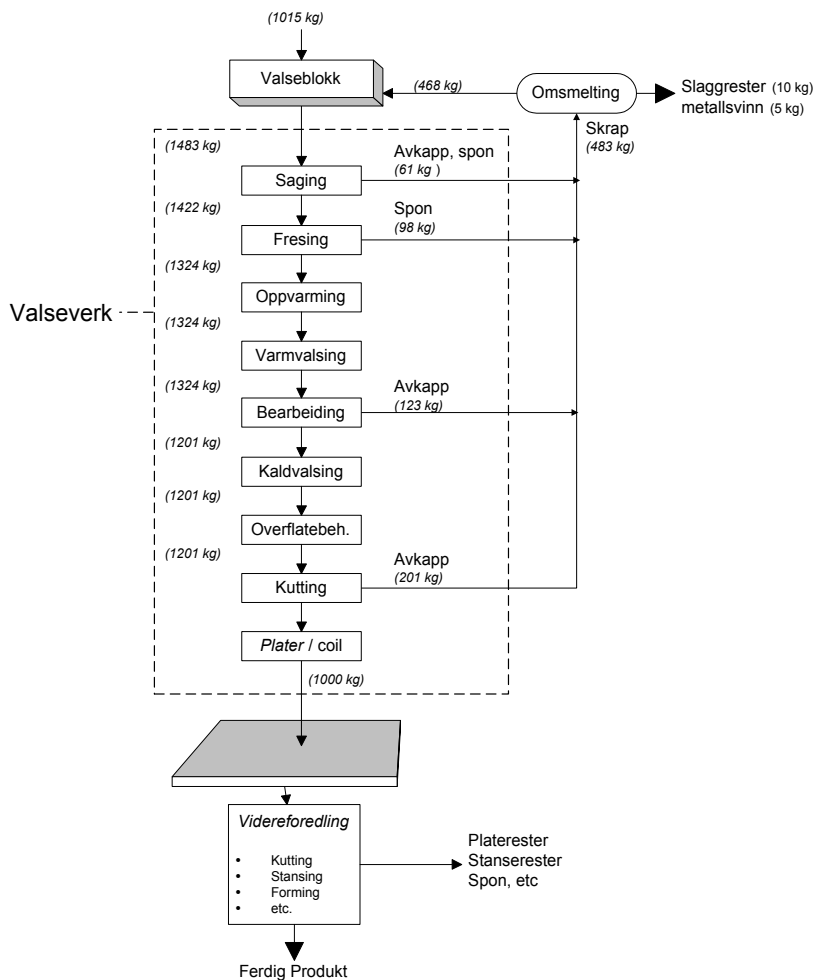 (1015 kg)
Valseblokk
(468 kg)
Omsmelting
Slaggrester (10 kg)
metallsvinn (5 kg)
Skrap
(483 kg)
(1483 kg)
Avkapp, spon
(61 kg )
Saging
(1422 kg)
Spon
(98 kg)
Fresing
(1324 kg)
Oppvarming
Valseverk
(1324 kg)
Varmvalsing
(1324 kg)
Avkapp
(123 kg)
Bearbeiding
(1201 kg)
Kaldvalsing
(1201 kg)
Overflatebeh.
(1201 kg)
Avkapp
(201 kg)
Kutting
Plater / coil
(1000 kg)
Videreforedling
• Kutting
• Stansing
• Forming
• etc.
Platerester
Stanserester
Spon, etc
Ferdig Produkt